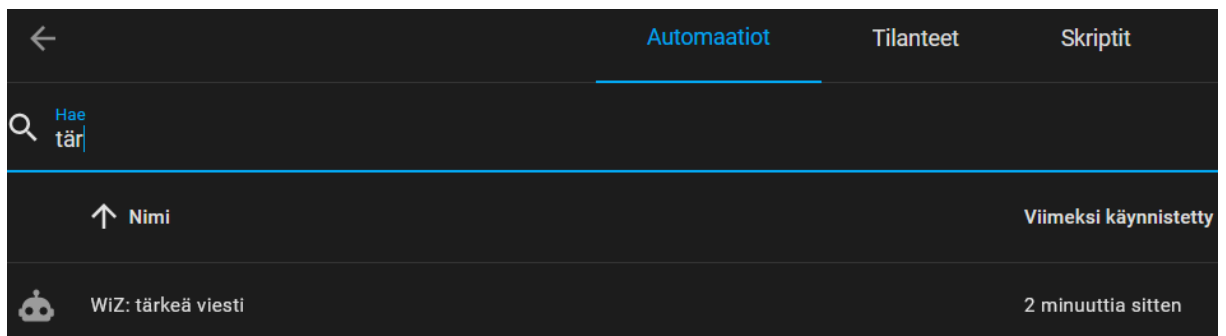 Automaatiot Tilanteet Skriptit
Hae
tär
Nimi Viimeksi käynnistetty
WiZ: tärkeä viesti 2 minuuttia sitten